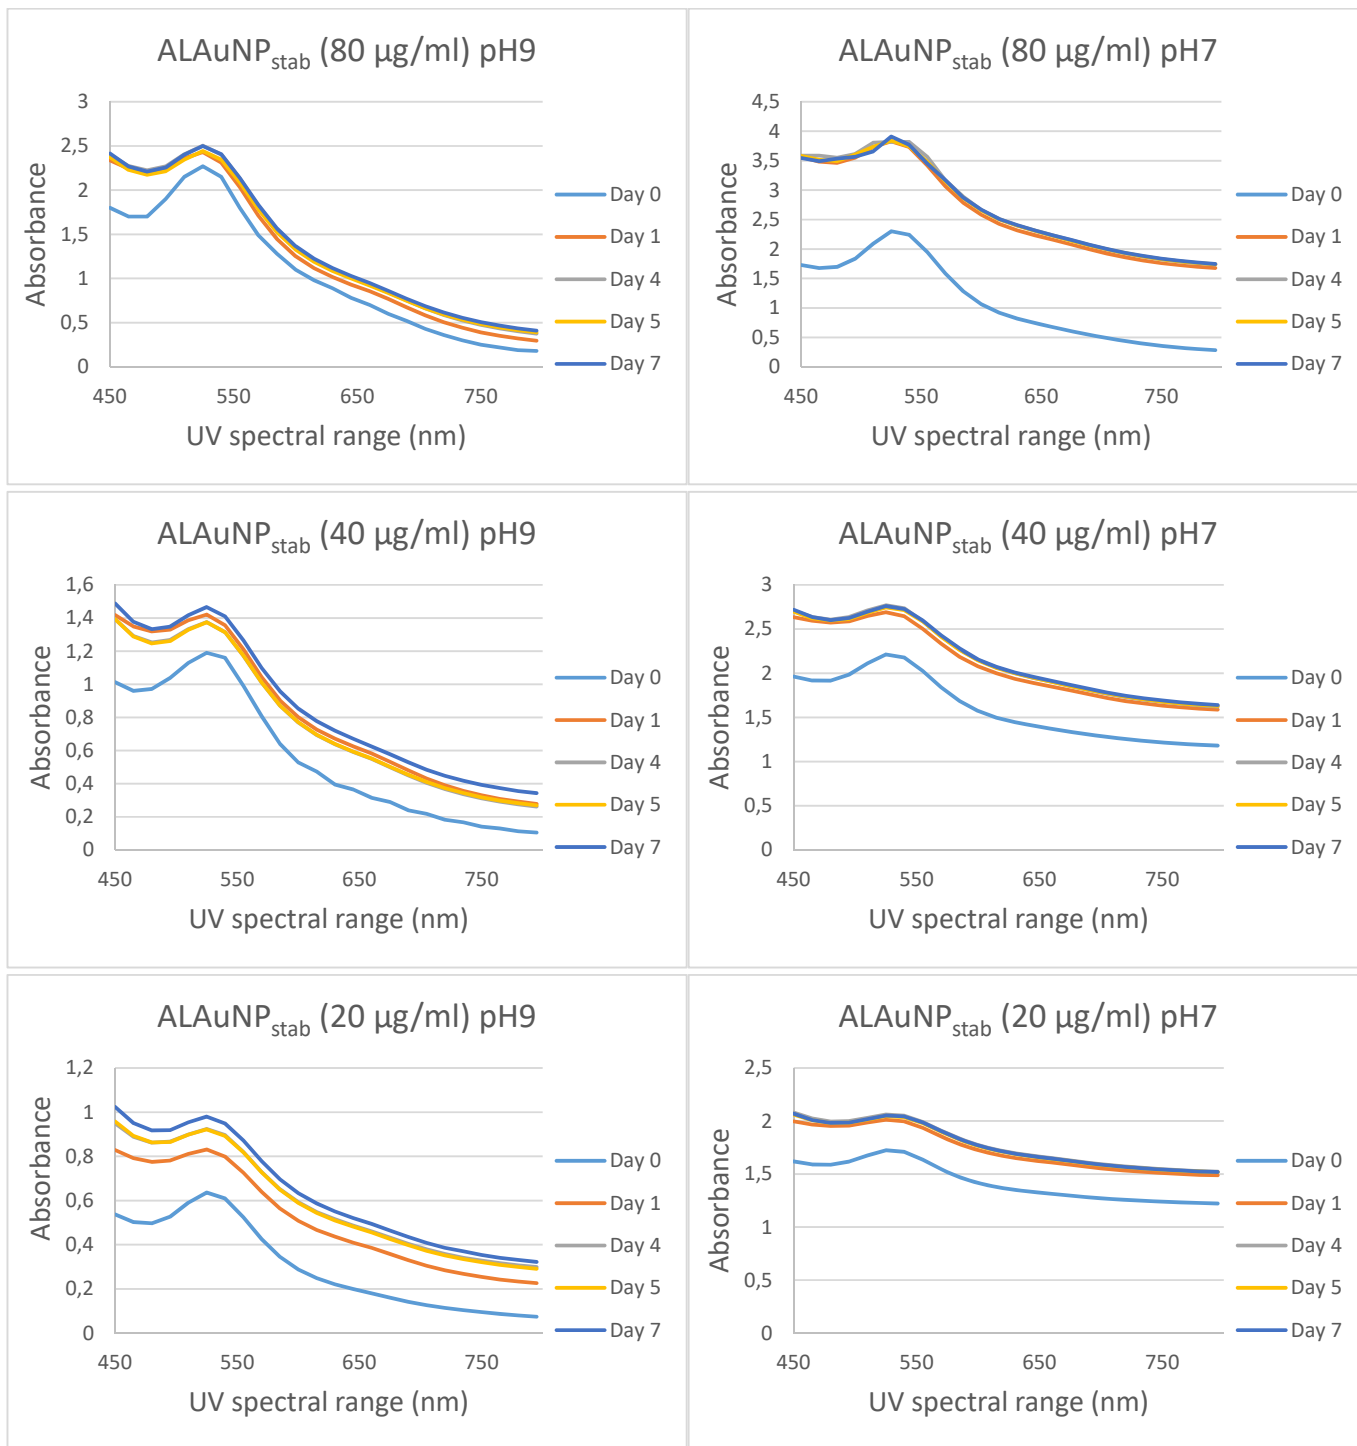 ALAuNPstab (80 µg/ml) pH9
3
2,5
2
1,5
1
0,5
0
Absorbance
450 550 650 750
UV spectral range (nm)
Day 0
Day 1
Day 4
Day 5
Day 7
ALAuNPstab (80 µg/ml) pH7
4,5
4
3,5
3
2,5
2
1,5
1
0,5
0
Absorbance
450 550 650 750
UV spectral range (nm)
Day 0
Day 1
Day 4
Day 5
Day 7
ALAuNPstab (40 µg/ml) pH9
1,6
1,4
1,2
1
0,8
0,6
0,4
0,2
0
Absorbance
450 550 650 750
UV spectral range (nm)
Day 0
Day 1
Day 4
Day 5
Day 7
ALAuNPstab (40 µg/ml) pH7
3
2,5
2
1,5
1
0,5
0
Absorbance
450 550 650 750
UV spectral range (nm)
Day 0
Day 1
Day 4
Day 5
Day 7
ALAuNPstab (20 µg/ml) pH9
1,2
1
0,8
0,6
0,4
0,2
0
Absorbance
450 550 650 750
UV spectral range (nm)
Day 0
Day 1
Day 4
Day 5
Day 7
ALAuNPstab (20 µg/ml) pH7
2,5
2
1,5
1
0,5
0
Absorbance
450 550 650 750
UV spectral range (nm)
Day 0
Day 1
Day 4
Day 5
Day 7